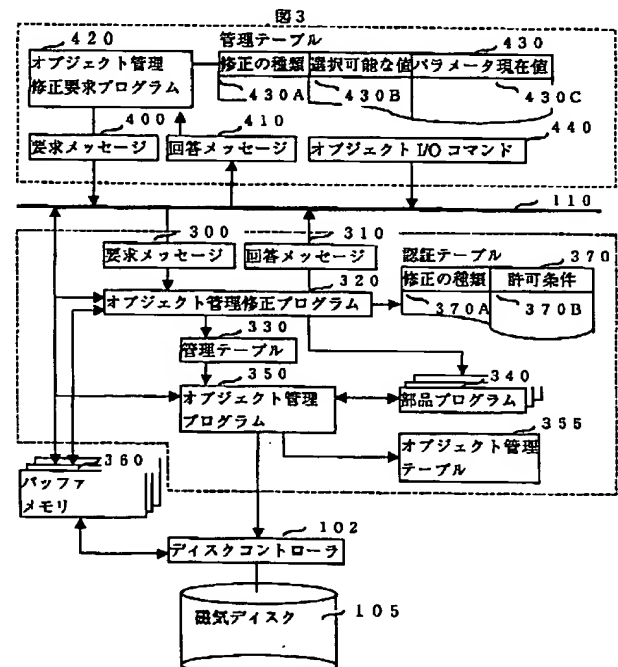 図3
420
管理テーブル
430
オブジェクト管理
修正要求プログラム
修正の種類
選択可能な値
パラメータ現在値
430A
430B
430C
400
410
440
要求メッセージ
回答メッセージ
オブジェクト I/O コマンド
110
300
310
要求メッセージ
回答メッセージ
認証テーブル
370
修正の種類
許可条件
320
オブジェクト管理修正プログラム
370A
370B
330
管理テーブル
350
340
オブジェクト管理
プログラム
部品プログラム
355
オブジェクト管理
テーブル
360
バッファ
メモリ
102
ディスクコントローラ
磁気ディスク
105